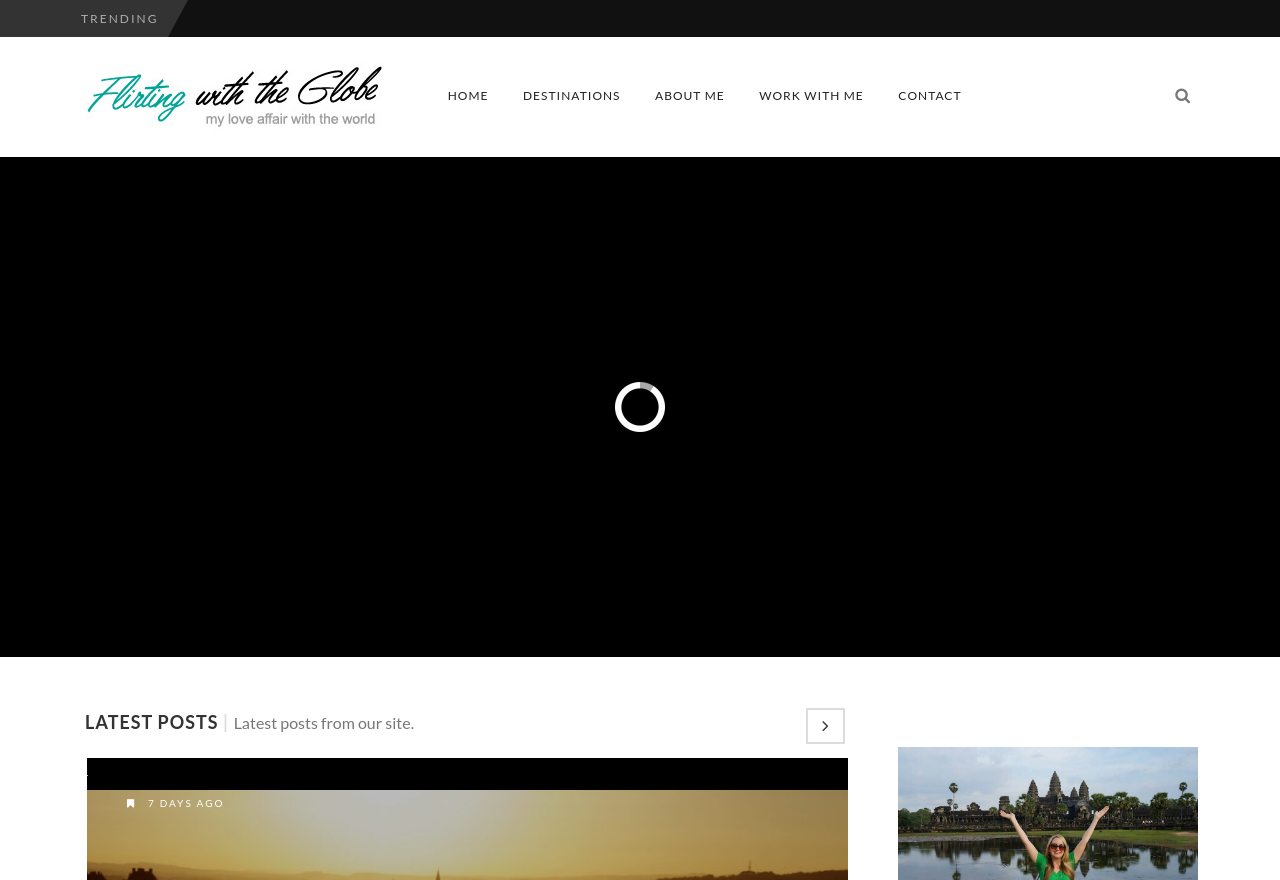 TRENDING
Flirting with the Globe
my love affair with the world
HOME DESTINATIONS ABOUT ME WORK WITH ME CONTACT
LATEST POSTS | Latest posts from our site.
7 DAYS AGO